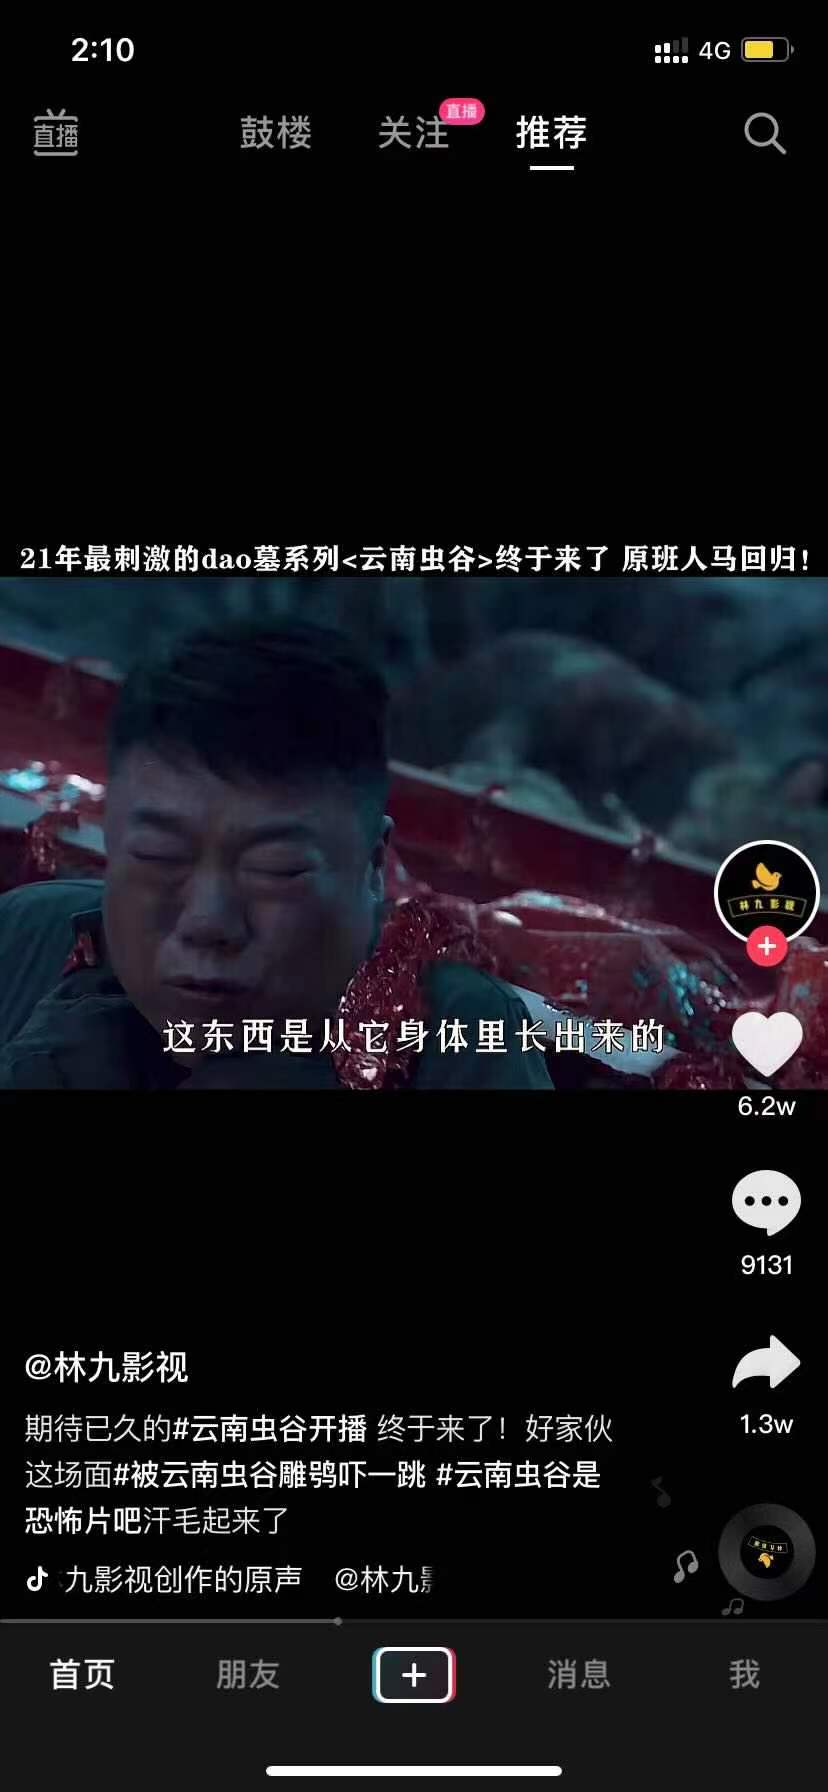 2:10
4G
直播
鼓楼
关注
直播
推荐
21年最刺激的dao墓系列<云南虫谷>终于来了 原班人马回归!
林九影视
这东西是从它身体里长出来的
6.2w
9131
1.3w
@林九影视
期待已久的#云南虫谷开播 终于来了！好家伙
这场面#被云南虫谷雕鸮吓一跳 #云南虫谷是
恐怖片吧汗毛起来了
九影视创作的原声 @林九影
首页
朋友
消息
我